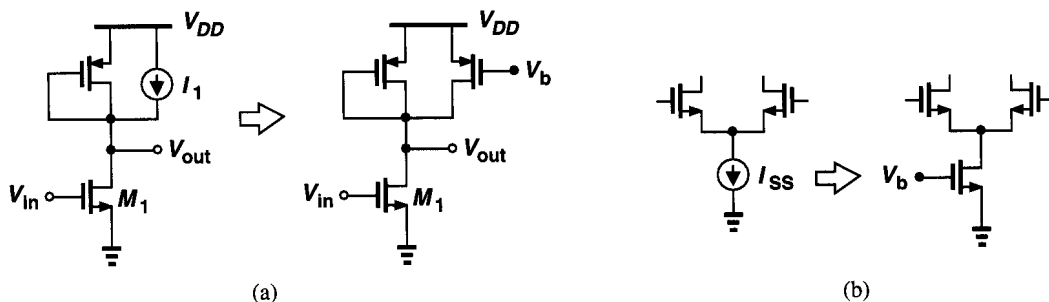 V_DD
I_1
V_out
V_in
M_1
(a)
V_DD
V_b
V_out
V_in
M_1
I_SS
V_b
(b)